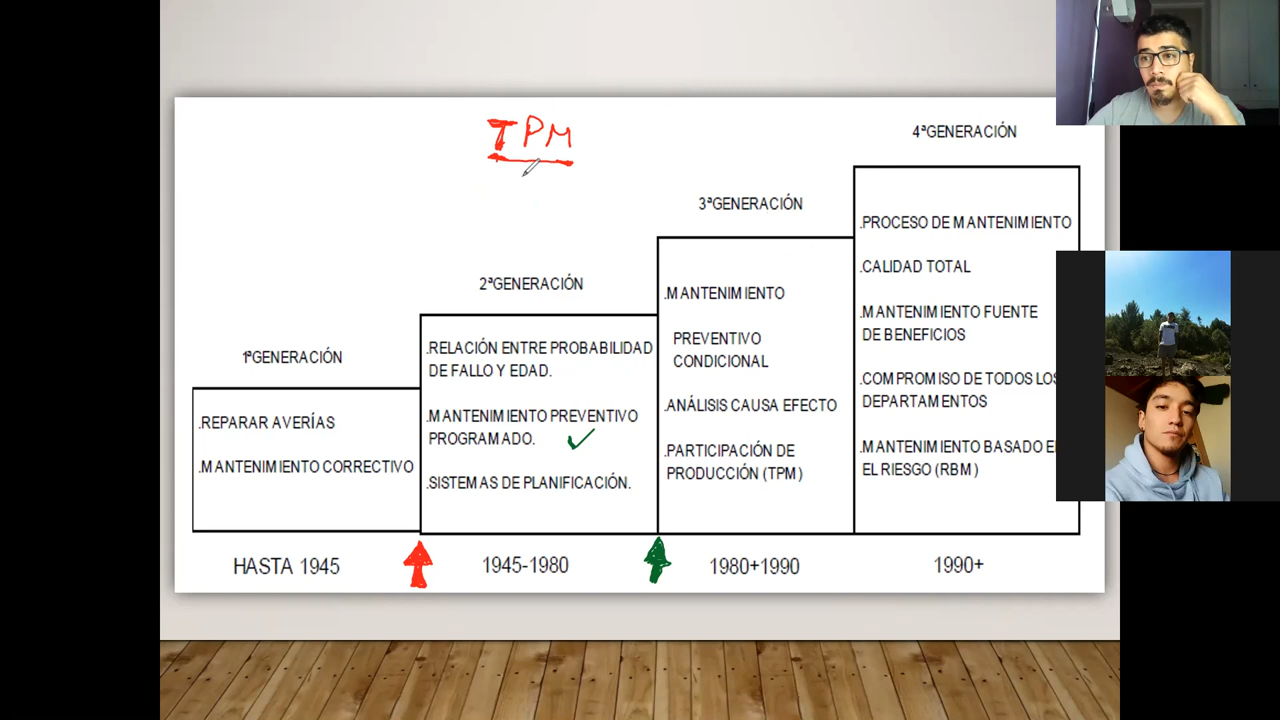 TPM
1ªGENERACIÓN
.REPARAR AVERÍAS
.MANTENIMIENTO CORRECTIVO
HASTA 1945
2ªGENERACIÓN
.RELACIÓN ENTRE PROBABILIDAD
DE FALLO Y EDAD.
.MANTENIMIENTO PREVENTIVO
PROGRAMADO.
.SISTEMAS DE PLANIFICACIÓN.
1945-1980
3ªGENERACIÓN
.MANTENIMIENTO
PREVENTIVO
CONDICIONAL
.ANÁLISIS CAUSA EFECTO
.PARTICIPACIÓN DE
PRODUCCIÓN (TPM)
1980+1990
4ªGENERACIÓN
.PROCESO DE MANTENIMIENTO
.CALIDAD TOTAL
.MANTENIMIENTO FUENTE
DE BENEFICIOS
.COMPROMISO DE TODOS LOS
DEPARTAMENTOS
.MANTENIMIENTO BASADO
EL RIESGO (RBM)
1990+